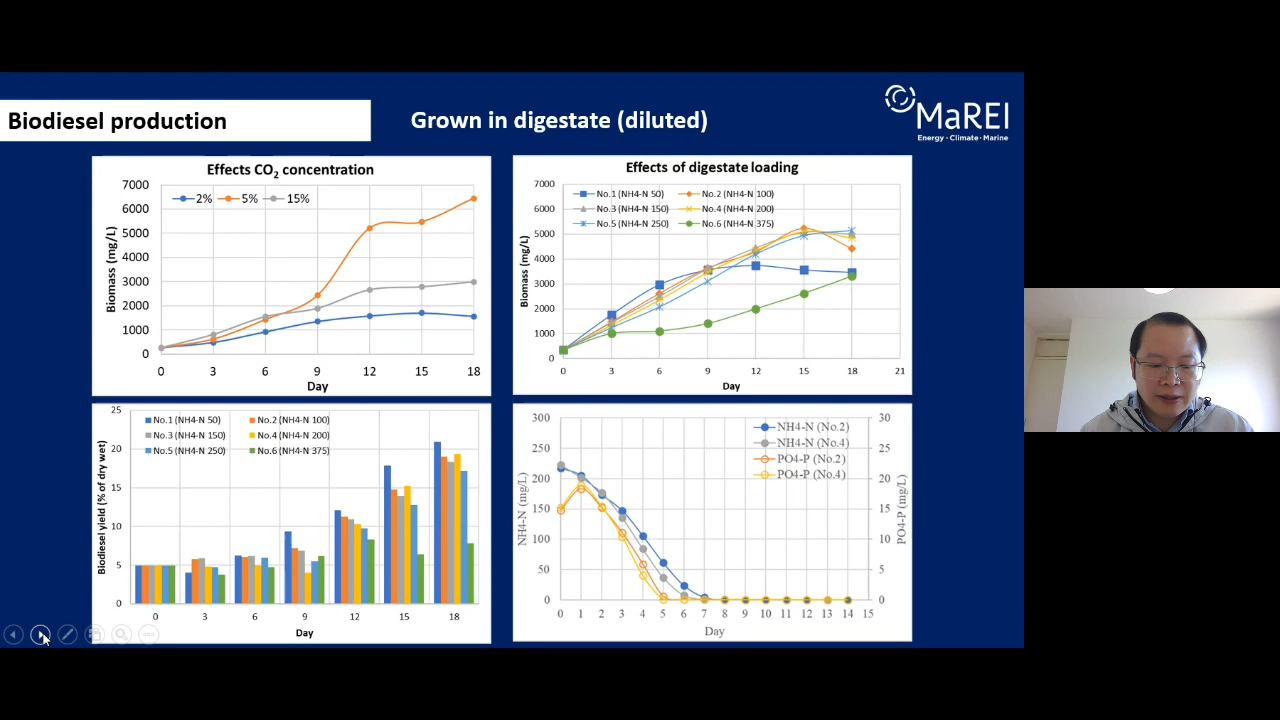 Biodiesel production
Grown in digestate (diluted)
MaREI
Energy · Climate · Marine
Effects CO2 concentration
2% 5% 15%
Biomass (mg/L)
7000
6000
5000
4000
3000
2000
1000
0
0 3 6 9 12 15 18
Day
Effects of digestate loading
No.1 (NH4-N 50) No.2 (NH4-N 100)
No.3 (NH4-N 150) No.4 (NH4-N 200)
No.5 (NH4-N 250) No.6 (NH4-N 375)
Biomass (mg/L)
7000
6000
5000
4000
3000
2000
1000
0
0 3 6 9 12 15 18 21
Day
No.1 (NH4-N 50) No.2 (NH4-N 100)
No.3 (NH4-N 150) No.4 (NH4-N 200)
No.5 (NH4-N 250) No.6 (NH4-N 375)
Biodiesel yield (% of dry wet)
25
20
15
10
5
0
0 3 6 9 12 15 18
Day
NH4-N (No.2)
NH4-N (No.4)
PO4-P (No.2)
PO4-P (No.4)
NH4-N (mg/L)
300
250
200
150
100
50
0
PO4-P (mg/L)
30
25
20
15
10
5
0
0 1 2 3 4 5 6 7 8 9 10 11 12 13 14 15
Day